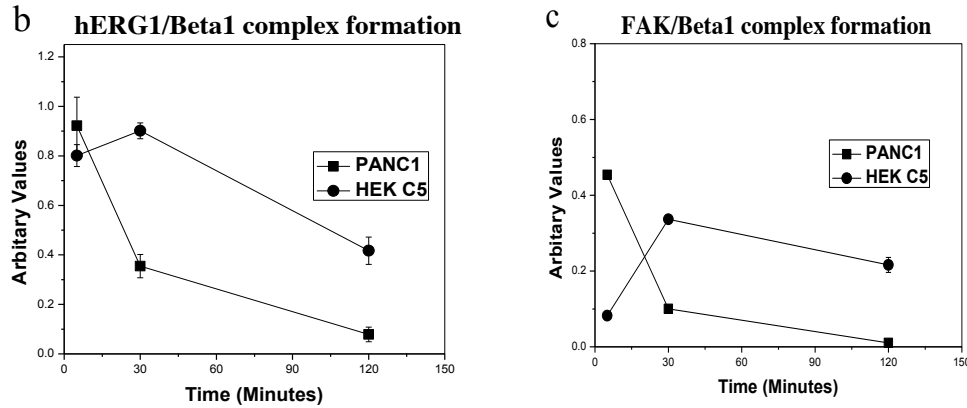 b
hERG1/Beta1 complex formation
1.2
1.0
0.8
0.6
0.4
0.2
0.0
0 30 60 90 120 150
Arbitary Values
Time (Minutes)
PANC1
HEK C5
c
FAK/Beta1 complex formation
0.8
0.6
0.4
0.2
0.0
0 30 60 90 120 150
Arbitary Values
Time (Minutes)
PANC1
HEK C5